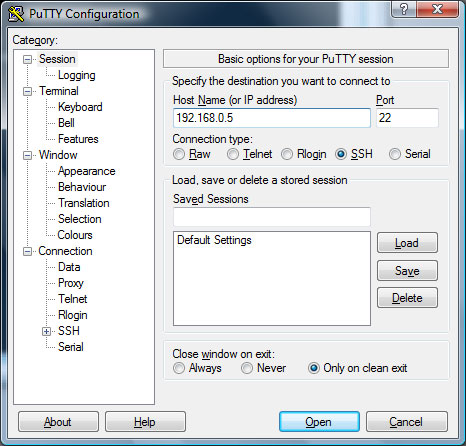 PuTTY Configuration
Category:
Session
Logging
Terminal
Keyboard
Bell
Features
Window
Appearance
Behaviour
Translation
Selection
Colours
Connection
Data
Proxy
Telnet
Rlogin
SSH
Serial
Basic options for your PuTTY session
Specify the destination you want to connect to
Host Name (or IP address) Port
192.168.0.5 22
Connection type:
Raw Telnet Rlogin SSH Serial
Load, save or delete a stored session
Saved Sessions
Default Settings
Load
Save
Delete
Close window on exit:
Always Never Only on clean exit
About Help Open Cancel